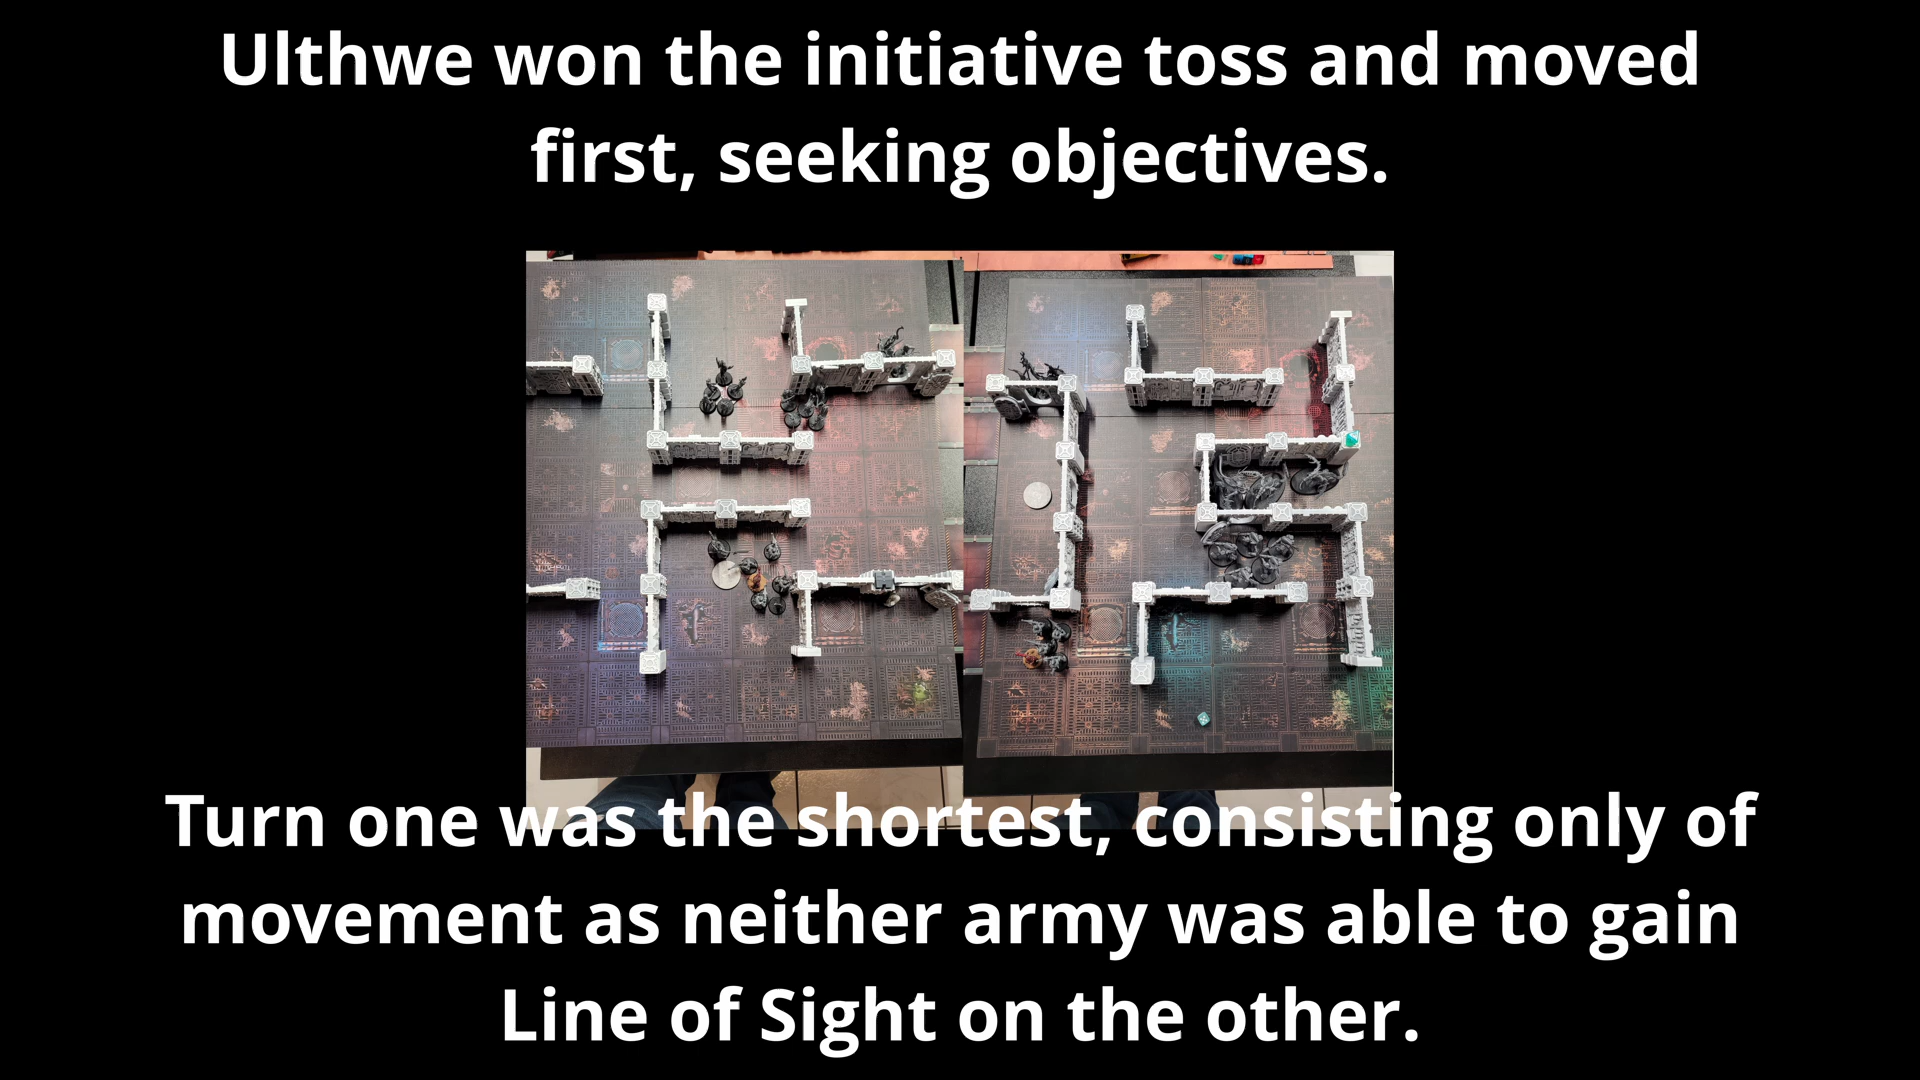 Ulthwe won the initiative toss and moved
first, seeking objectives.
Turn one was the shortest, consisting only of
movement as neither army was able to gain
Line of Sight on the other.